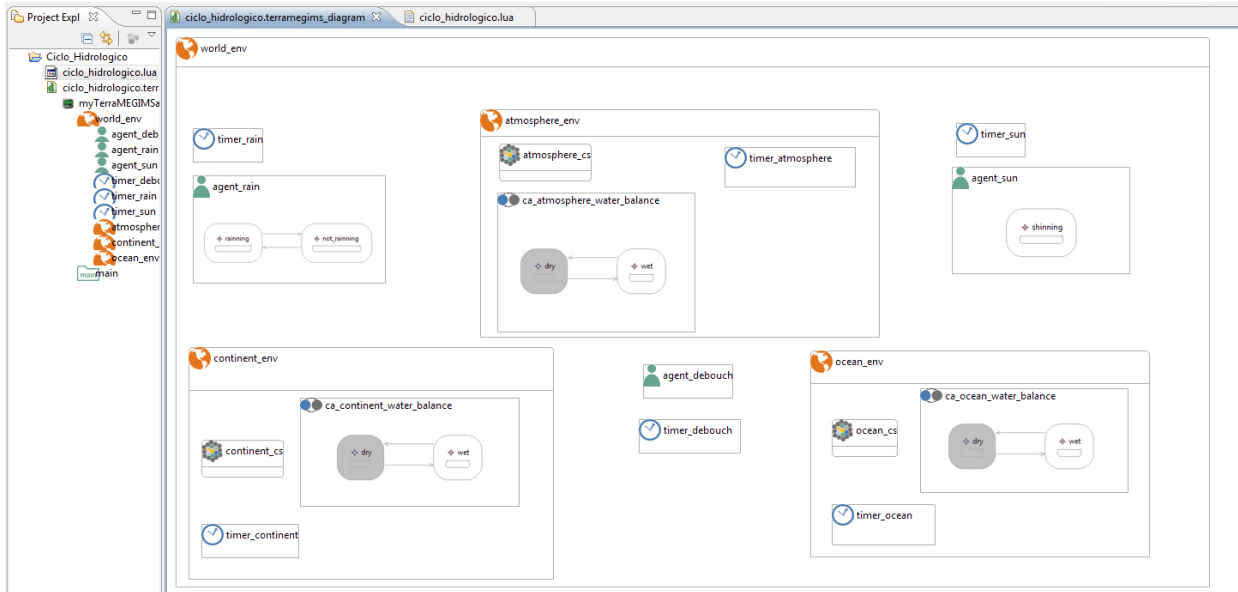 Project Expl
Ciclo_Hidrologico
ciclo_hidrologico.lua
ciclo_hidrologico.terr
myTerraMEGIMSa
world_env
agent_deb
agent_rain
agent_sun
timer_debo
timer_rain
timer_sun
atmospher
continent_
ocean_env
main main
ciclo_hidrologico.terramegims_diagram
ciclo_hidrologico.lua
world_env
timer_rain
agent_rain
rainning
not_rainning
atmosphere_env
atmosphere_cs
timer_atmosphere
ca_atmosphere_water_balance
dry
wet
timer_sun
agent_sun
shinning
continent_env
ca_continent_water_balance
continent_cs
dry
wet
timer_continent
agent_debouch
timer_debouch
ocean_env
ca_ocean_water_balance
ocean_cs
dry
wet
timer_ocean